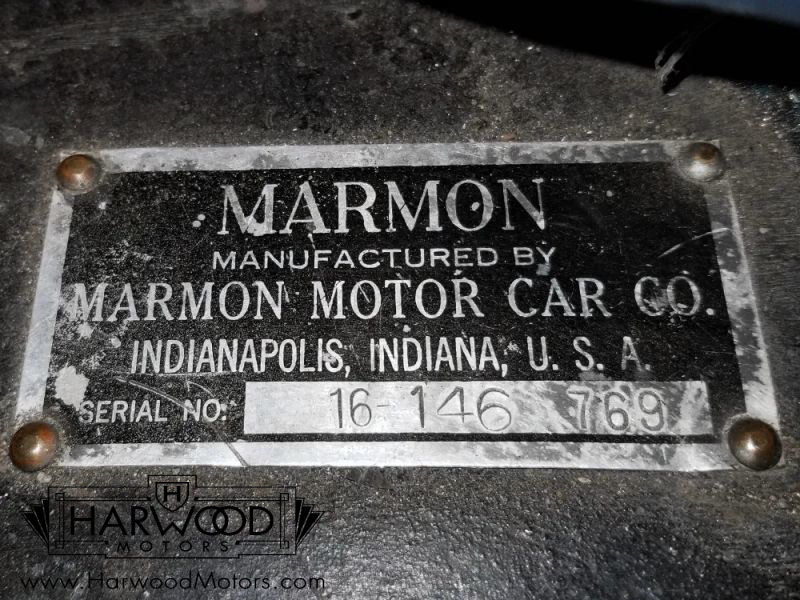 MARMON
MANUFACTURED BY
MARMON MOTOR CAR CO.
INDIANAPOLIS, INDIANA, U. S. A.
SERIAL NO: 16-146 769
H
HARWOOD
MOTORS
www.HarwoodMotors.com